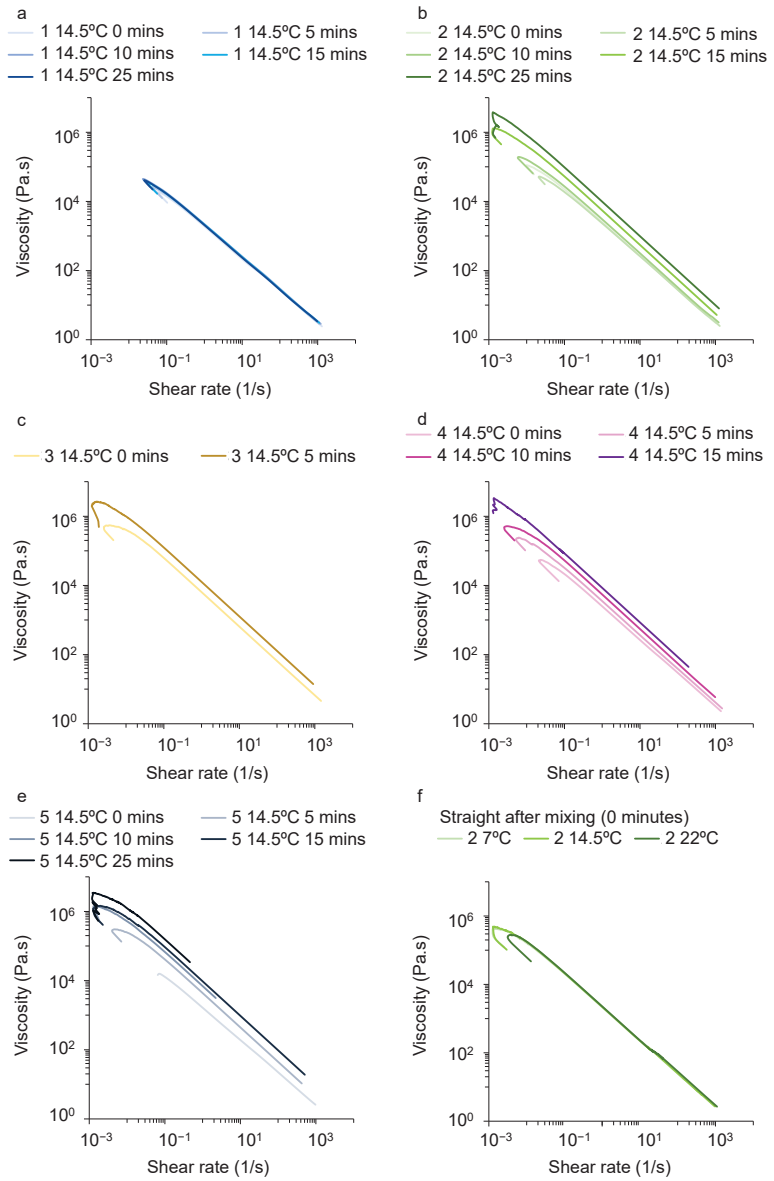 a
1 14.5ºC 0 mins 1 14.5ºC 5 mins
1 14.5ºC 10 mins 1 14.5ºC 15 mins
1 14.5ºC 25 mins
Viscosity (Pa.s)
10⁶
10⁴
10²
10⁰
10⁻³ 10⁻¹ 10¹ 10³
Shear rate (1/s)
b
2 14.5ºC 0 mins 2 14.5ºC 5 mins
2 14.5ºC 10 mins 2 14.5ºC 15 mins
2 14.5ºC 25 mins
Viscosity (Pa.s)
10⁶
10⁴
10²
10⁰
10⁻³ 10⁻¹ 10¹ 10³
Shear rate (1/s)
c
3 14.5ºC 0 mins 3 14.5ºC 5 mins
Viscosity (Pa.s)
10⁶
10⁴
10²
10⁰
10⁻³ 10⁻¹ 10¹ 10³
Shear rate (1/s)
d
4 14.5ºC 0 mins 4 14.5ºC 5 mins
4 14.5ºC 10 mins 4 14.5ºC 15 mins
Viscosity (Pa.s)
10⁶
10⁴
10²
10⁰
10⁻³ 10⁻¹ 10¹ 10³
Shear rate (1/s)
e
5 14.5ºC 0 mins 5 14.5ºC 5 mins
5 14.5ºC 10 mins 5 14.5ºC 15 mins
5 14.5ºC 25 mins
Viscosity (Pa.s)
10⁶
10⁴
10²
10⁰
10⁻³ 10⁻¹ 10¹ 10³
Shear rate (1/s)
f
Straight after mixing (0 minutes)
2 7ºC 2 14.5ºC 2 22ºC
Viscosity (Pa.s)
10⁶
10⁴
10²
10⁰
10⁻³ 10⁻¹ 10¹ 10³
Shear rate (1/s)